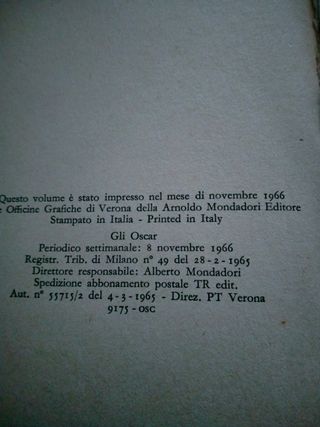 Questo volume è stato impresso nel mese di novembre 1966
e Officine Grafiche di Verona della Arnoldo Mondadori Editore
Stampato in Italia - Printed in Italy
Gli Oscar
Periodico settimanale: 8 novembre 1966
Registr. Trib. di Milano n° 49 del 28-2-1965
Direttore responsabile: Alberto Mondadori
Spedizione abbonamento postale TR edit.
Aut. n° 55715/2 del 4-3-1965 - Direz. PT Verona
9175-osc